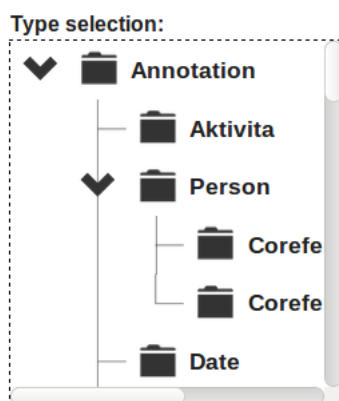 Type selection:
Annotation
Aktivita
Person
Corefe
Corefe
Date